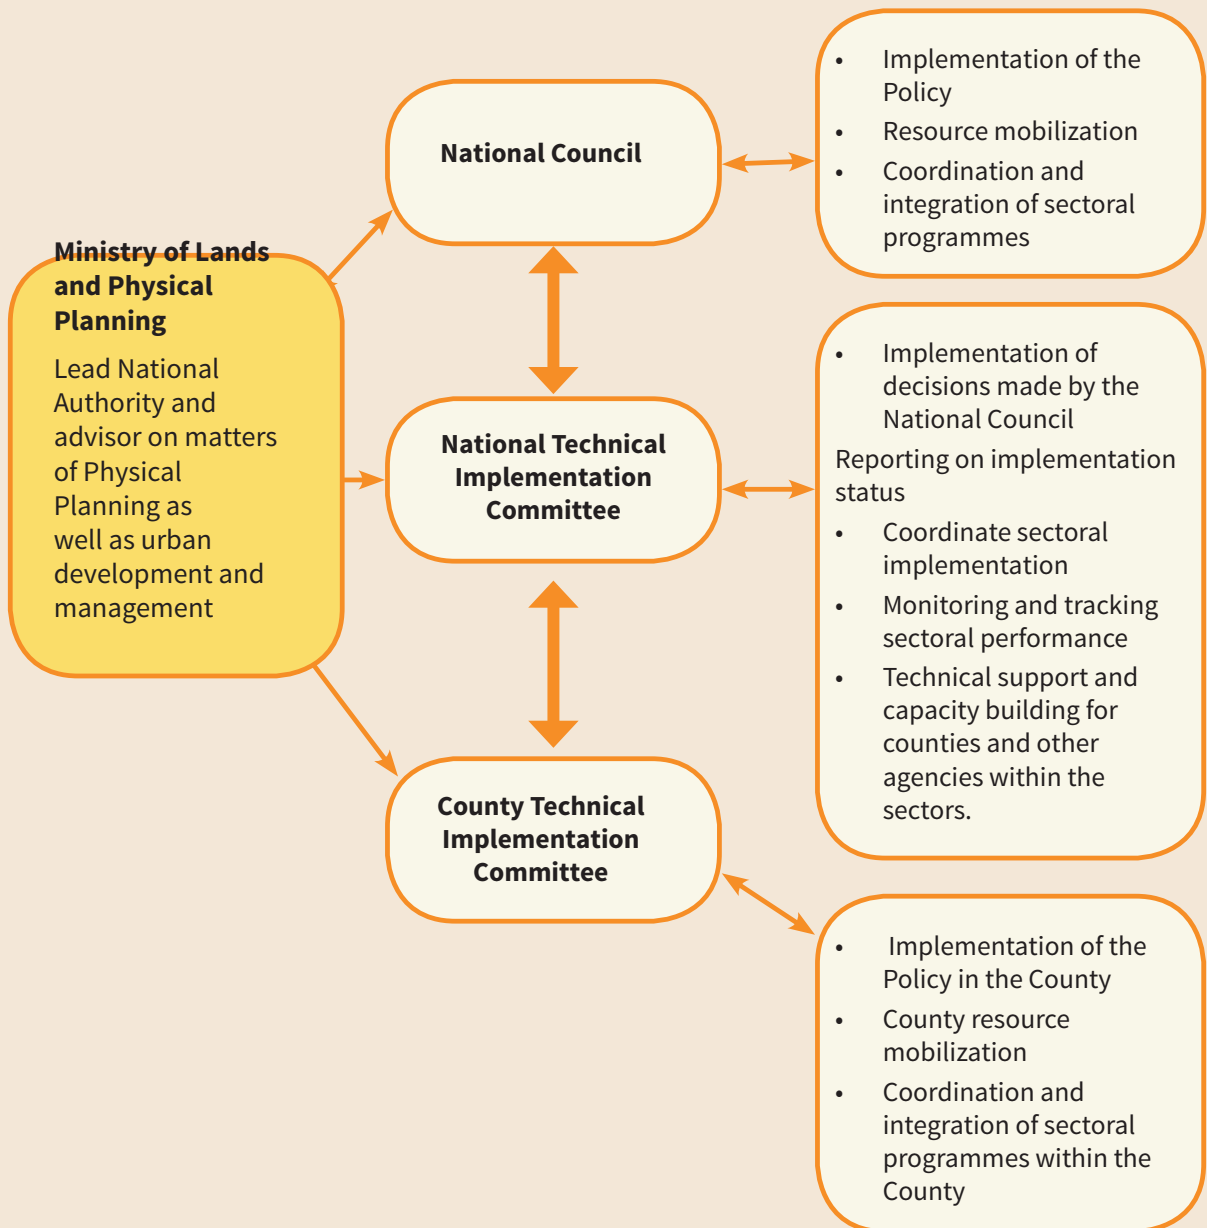 Ministry of Lands
and Physical
Planning
Lead National
Authority and
advisor on matters
of Physical
Planning as
well as urban
development and
management
National Council
• Implementation of the
Policy
• Resource mobilization
• Coordination and
integration of sectoral
programmes
National Technical
Implementation
Committee
• Implementation of
decisions made by the
National Council
Reporting on implementation
status
• Coordinate sectoral
implementation
• Monitoring and tracking
sectoral performance
• Technical support and
capacity building for
counties and other
agencies within the
sectors.
County Technical
Implementation
Committee
• Implementation of the
Policy in the County
• County resource
mobilization
• Coordination and
integration of sectoral
programmes within the
County